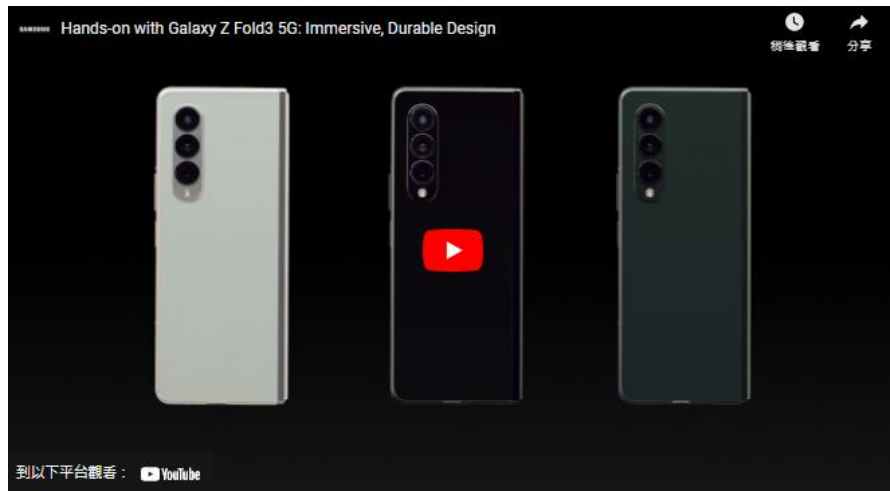 SAMSUNG Hands-on with Galaxy Z Fold3 5G: Immersive, Durable Design
稍後觀看 分享
到以下平台觀看： YouTube